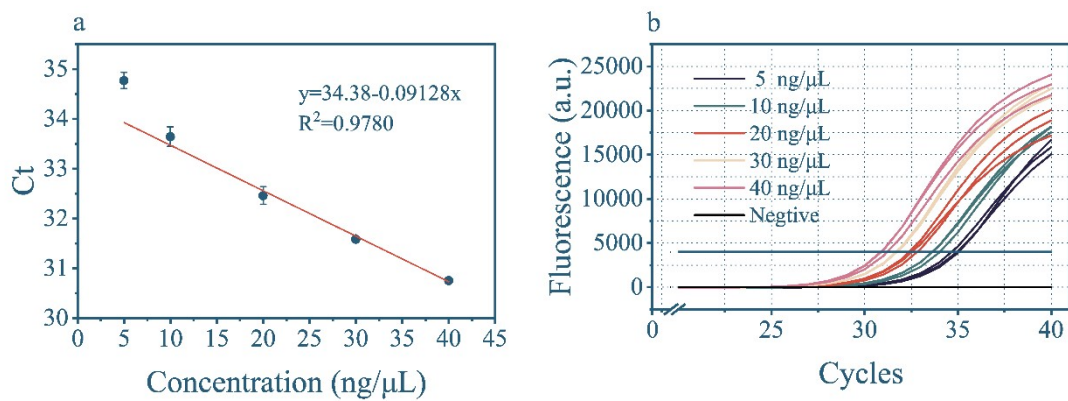 a
35
34
33
32
31
30
Ct
y=34.38-0.09128x
R²=0.9780
0 5 10 15 20 25 30 35 40 45
Concentration (ng/μL)
b
25000
20000
15000
10000
5000
0
Fluorescence (a.u.)
5 ng/μL
10 ng/μL
20 ng/μL
30 ng/μL
40 ng/μL
Negtive
0 25 30 35 40
Cycles